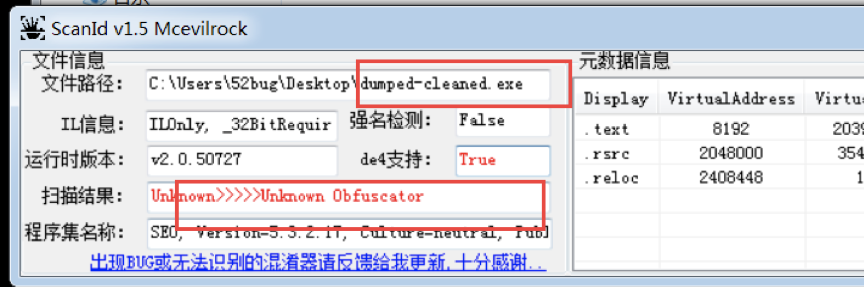 ScanId v1.5 Mcevilrock
文件信息
文件路径: C:\Users\52bug\Desktop\dumped-cleaned.exe
IL信息: ILOnly, _32BitRequir 强名检测: False
运行时版本: v2.0.50727 de4支持: True
扫描结果: Unknown>>>>>Unknown Obfuscator
程序集名称: SEO, Version=5.3.2.17, Culture=neutral, Publ
出现BUG或无法识别的混淆器请反馈给我更新,十分感谢..
元数据信息
Display VirtualAddress Virtu
.text 8192 2039
.rsrc 2048000 354
.reloc 2408448 1